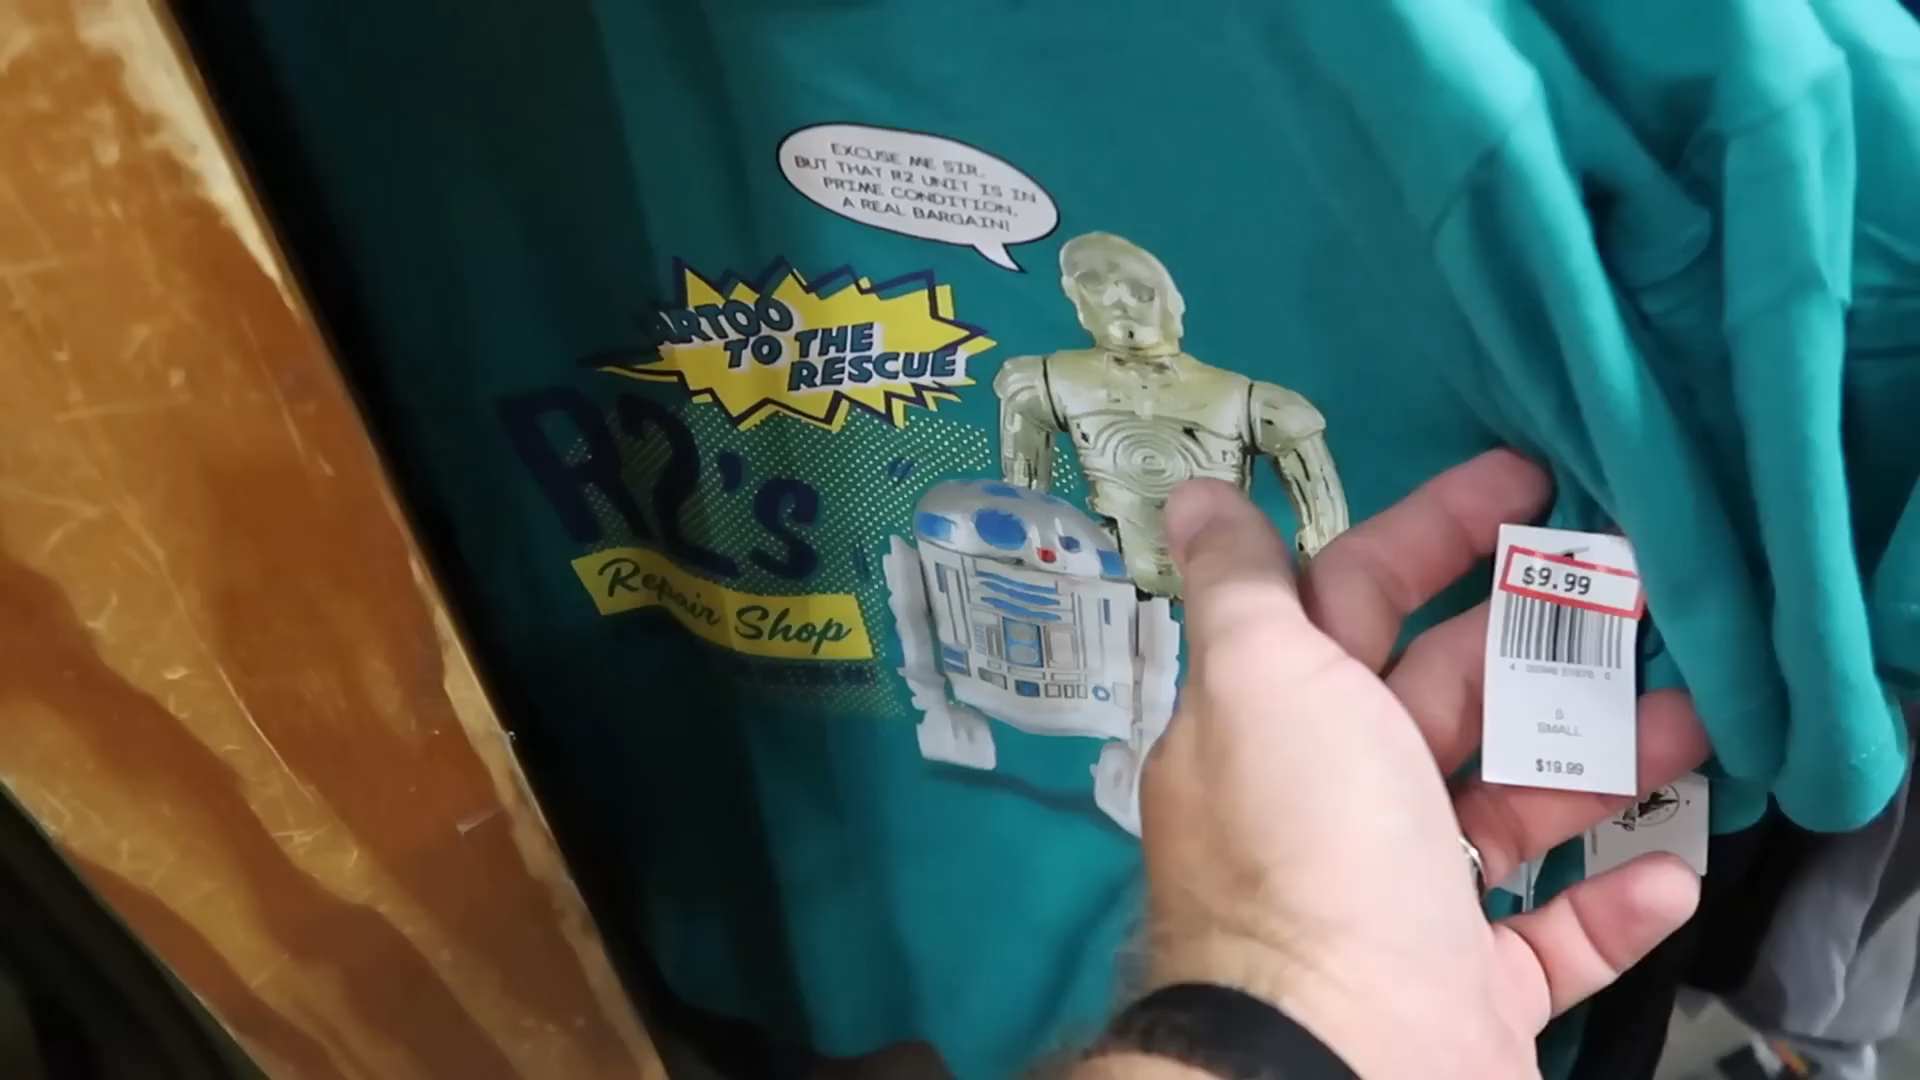 EXCUSE ME SIR.
BUT THAT R2 UNIT IS IN
PRIME CONDITION.
A REAL BARGAIN!
ARTOO
TO THE
RESCUE
R2's
Repair Shop
$9.99
S
SMALL
$19.99